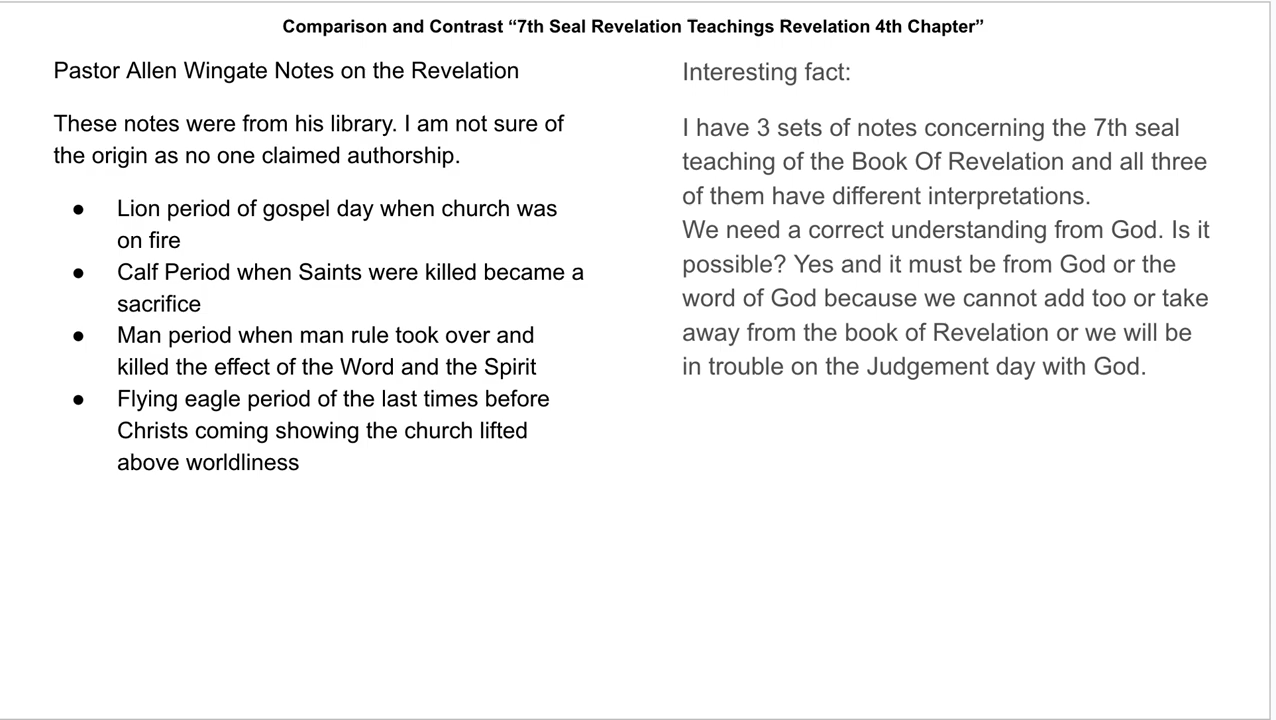 Comparison and Contrast “7th Seal Revelation Teachings Revelation 4th Chapter”
Pastor Allen Wingate Notes on the Revelation
These notes were from his library. I am not sure of
the origin as no one claimed authorship.
● Lion period of gospel day when church was
on fire
● Calf Period when Saints were killed became a
sacrifice
● Man period when man rule took over and
killed the effect of the Word and the Spirit
● Flying eagle period of the last times before
Christs coming showing the church lifted
above worldliness
Interesting fact:
I have 3 sets of notes concerning the 7th seal
teaching of the Book Of Revelation and all three
of them have different interpretations.
We need a correct understanding from God. Is it
possible? Yes and it must be from God or the
word of God because we cannot add too or take
away from the book of Revelation or we will be
in trouble on the Judgement day with God.